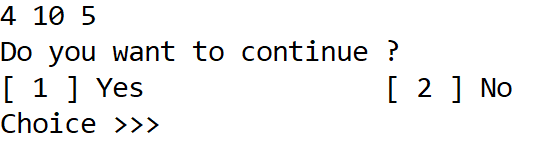 4 10 5
Do you want to continue ?
[ 1 ] Yes                [ 2 ] No
Choice >>>